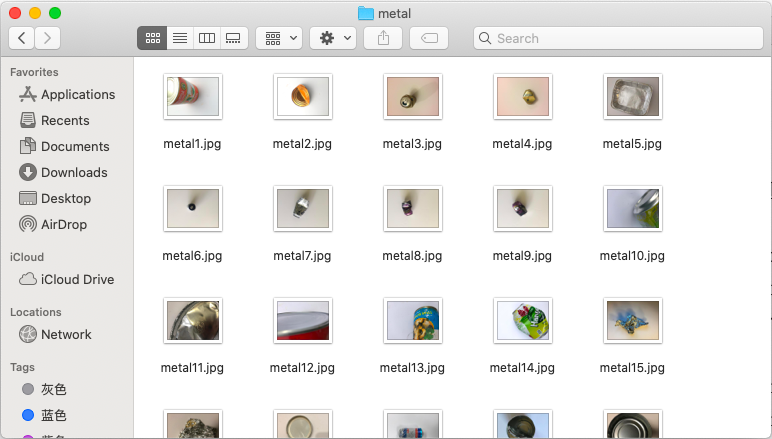 metal
Search
Favorites
Applications
Recents
Documents
Downloads
Desktop
AirDrop
iCloud
iCloud Drive
Locations
Network
Tags
灰色
蓝色
紫色
metal1.jpg
metal2.jpg
metal3.jpg
metal4.jpg
metal5.jpg
metal6.jpg
metal7.jpg
metal8.jpg
metal9.jpg
metal10.jpg
metal11.jpg
metal12.jpg
metal13.jpg
metal14.jpg
metal15.jpg